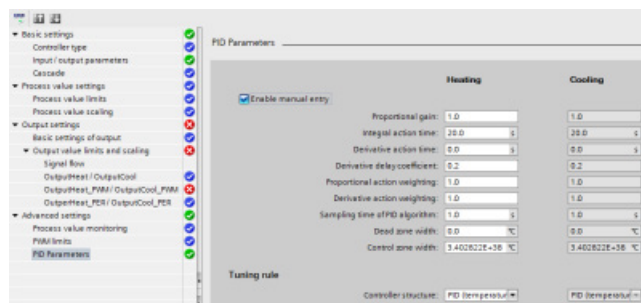 Basic settings
Controller type
Input / output parameters
Cascade
Process value settings
Process value limits
Process value scaling
Output settings
Basic settings of output
Output value limits and scaling
Signal flow
OutputHeat / OutputCool
OutputHeat_PWM / OutputCool_PWM
OutperHeat_PER / OutputCool_PER
Advanced settings
Process value monitoring
PWM limits
PID Parameters
PID Parameters
Heating Cooling
Enable manual entry
Proportional gain: 1.0 1.0
Integral action time: 20.0 s 20.0 s
Derivative action time: 0.0 s 0.0 s
Derivative delay coefficient: 0.2 0.2
Proportional action weighting: 1.0 1.0
Derivative action weighting: 1.0 1.0
Sampling time of PID algorithm: 1.0 s 1.0 s
Dead zone width: 0.0 °C 0.0 °C
Control zone width: 3.402822E+38 °C 3.402822E+38 °C
Tuning rule
Controller structure: PID (temperatur PID (temperatur